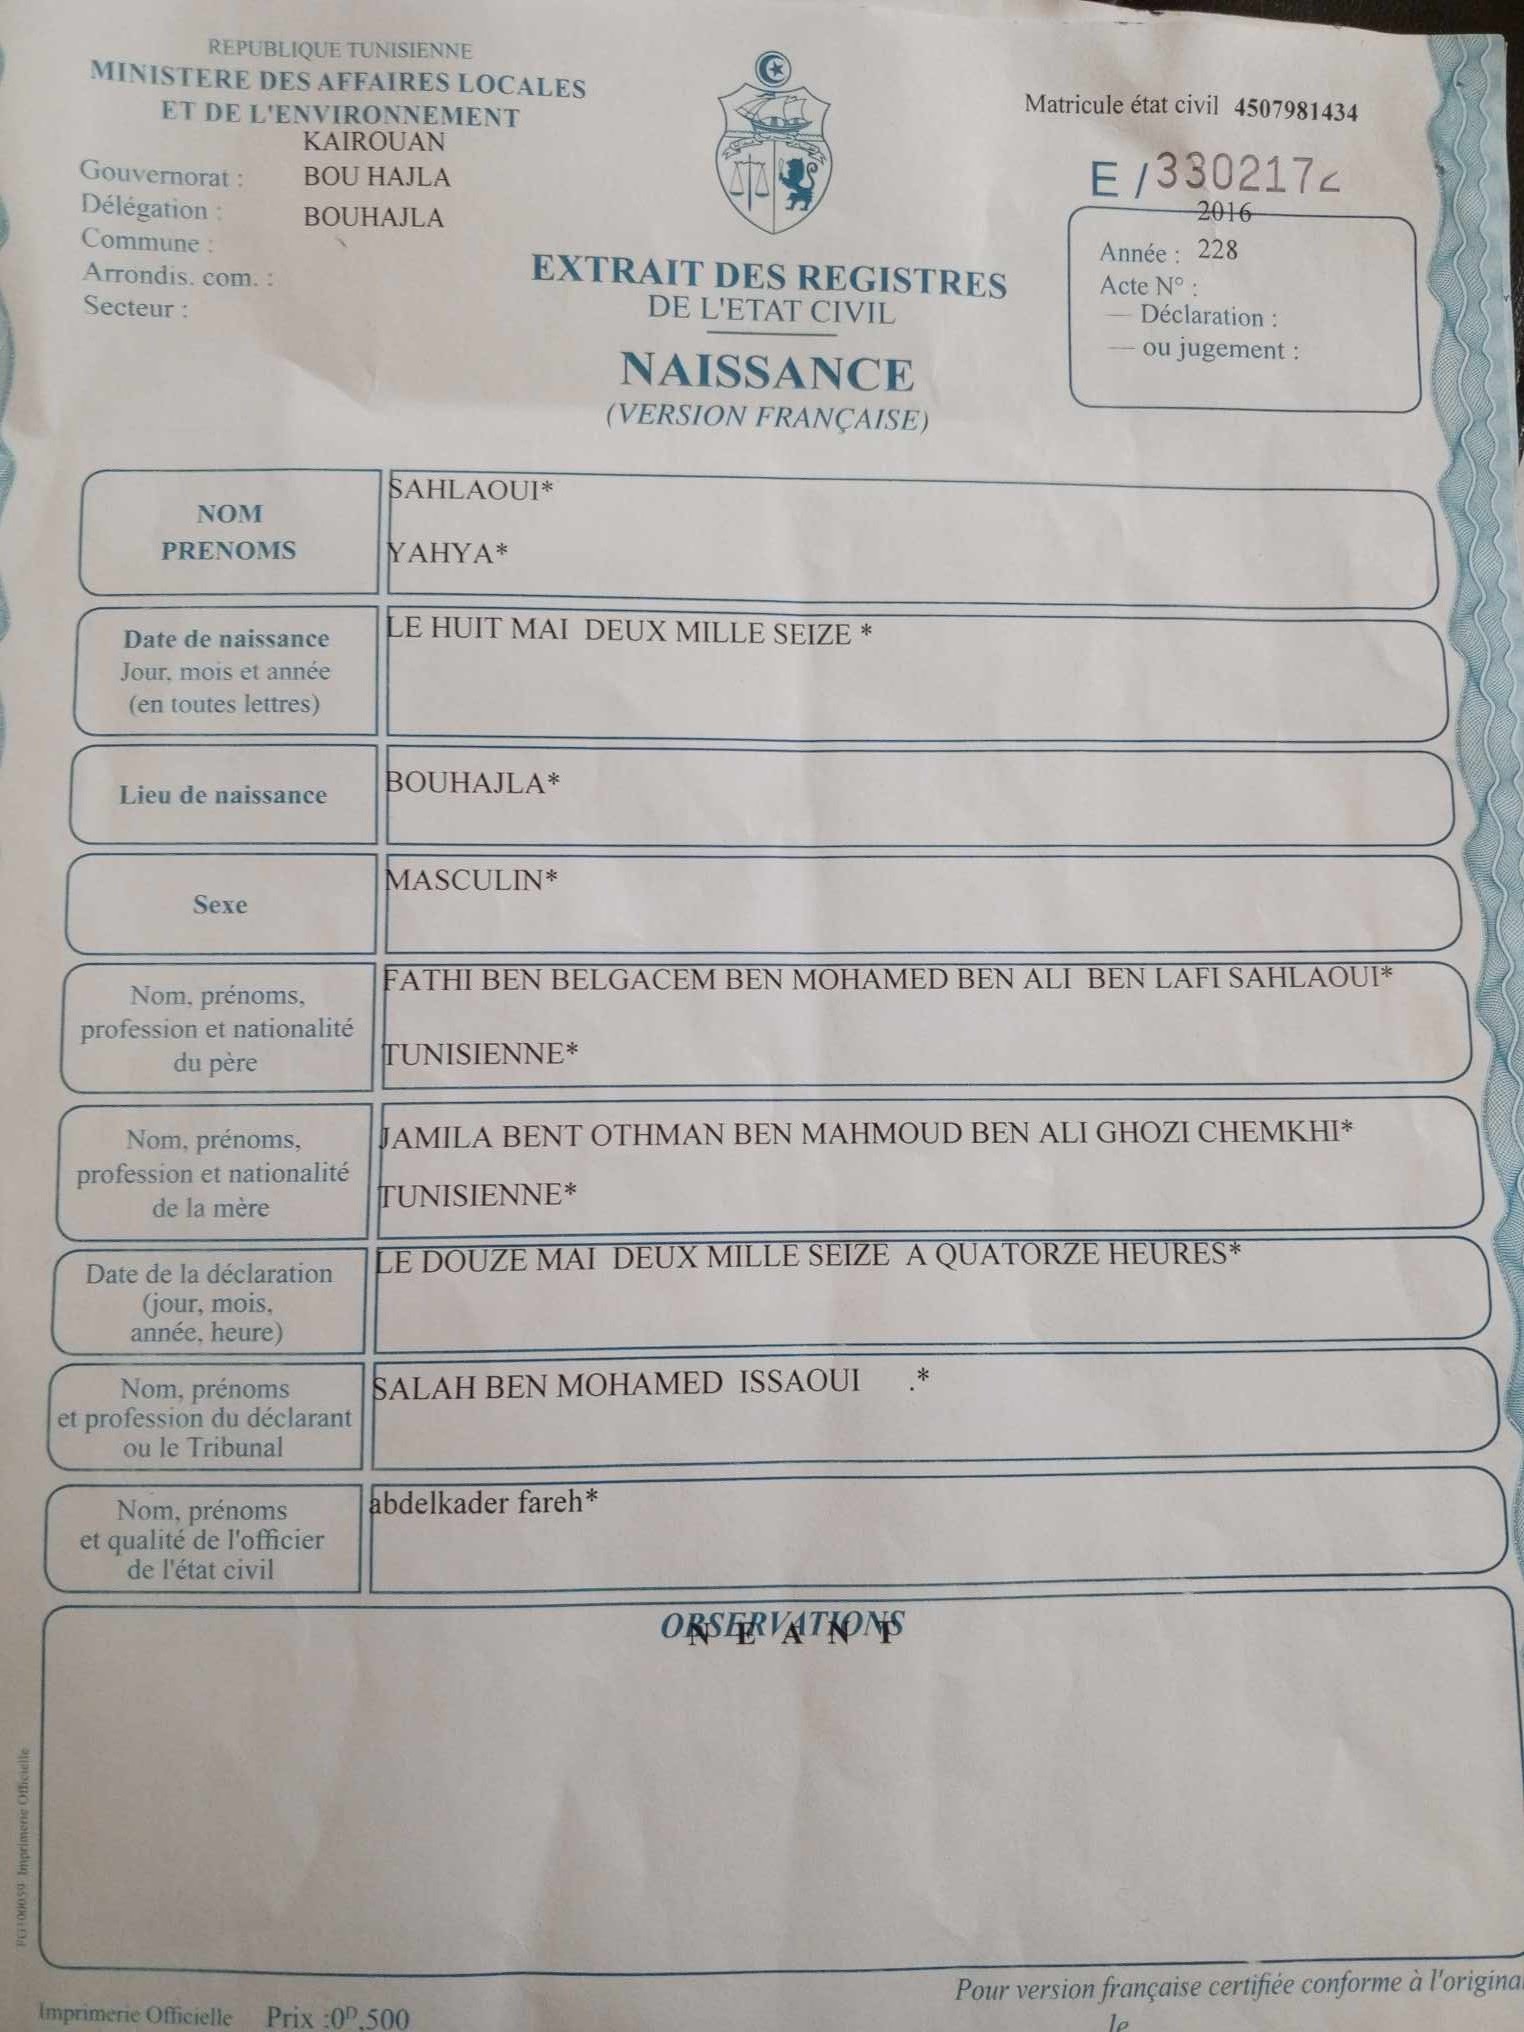 REPUBLIQUE TUNISIENNE
MINISTERE DES AFFAIRES LOCALES
ET DE L'ENVIRONNEMENT
KAIROUAN
Gouvernorat : BOU HAJLA
Délégation : BOUHAJLA
Commune :
Arrondis. com. :
Secteur :
Matricule état civil 4507981434
E / 3302172
2016
Année : 228
Acte N° :
— Déclaration :
— ou jugement :
EXTRAIT DES REGISTRES
DE L'ETAT CIVIL
NAISSANCE
(VERSION FRANÇAISE)
NOM
PRENOMS
SAHLAOUI*
YAHYA*
Date de naissance
Jour, mois et année
(en toutes lettres)
LE HUIT MAI DEUX MILLE SEIZE *
Lieu de naissance
BOUHAJLA*
Sexe
MASCULIN*
Nom, prénoms,
profession et nationalité
du père
FATHI BEN BELGACEM BEN MOHAMED BEN ALI BEN LAFI SAHLAOUI*
TUNISIENNE*
Nom, prénoms,
profession et nationalité
de la mère
JAMILA BENT OTHMAN BEN MAHMOUD BEN ALI GHOZI CHEMKHI*
TUNISIENNE*
Date de la déclaration
(jour, mois,
année, heure)
LE DOUZE MAI DEUX MILLE SEIZE A QUATORZE HEURES*
Nom, prénoms
et profession du déclarant
ou le Tribunal
SALAH BEN MOHAMED ISSAOUI .*
Nom, prénoms
et qualité de l'officier
de l'état civil
abdelkader fareh*
OBSERVATIONS
N E A N T
Imprimerie Officielle
Pour version française certifiée conforme à l'origina
le
Imprimerie Officielle Prix :0ᴰ,500